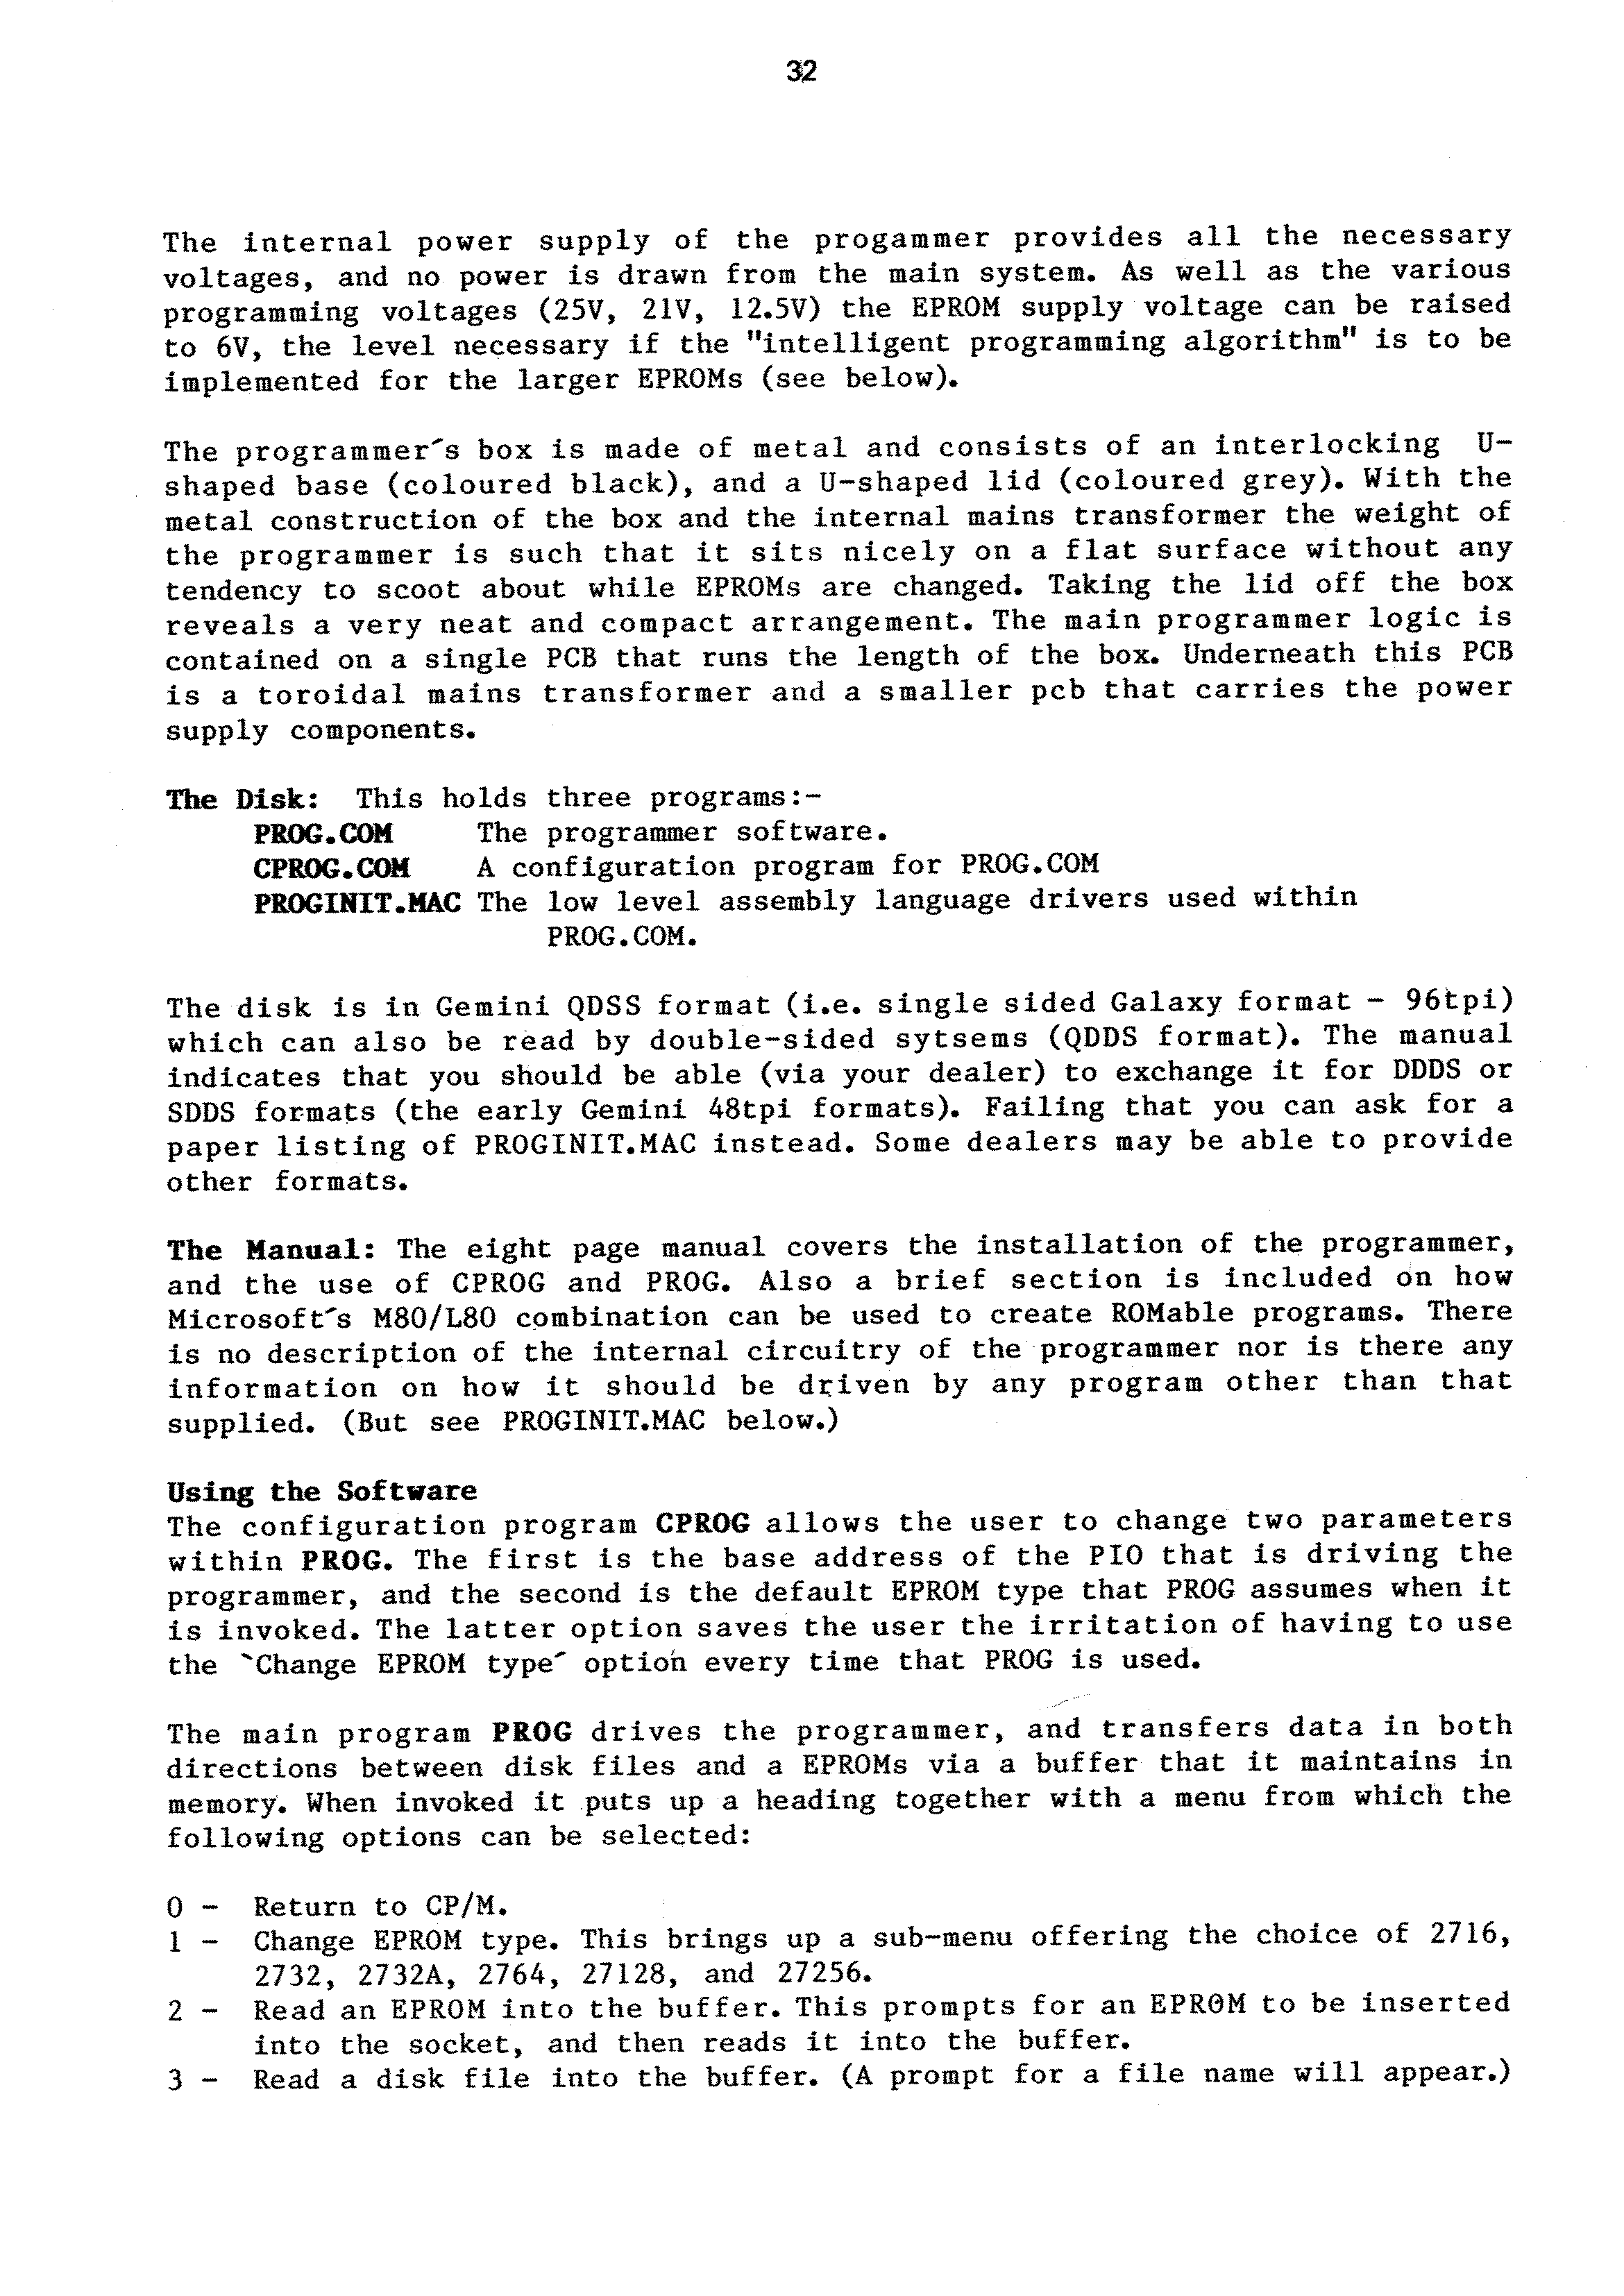 32
The internal power supply of the progammer provides all the necessary
voltages, and no power is drawn from the main system. As well as the various
programming voltages (25V, 21V, 12.5V) the EPROM supply voltage can be raised
to 6V, the level necessary if the "intelligent programming algorithm" is to be
implemented for the larger EPROMs (see below).
The programmer's box is made of metal and consists of an interlocking U-
shaped base (coloured black), and a U-shaped lid (coloured grey). With the
metal construction of the box and the internal mains transformer the weight of
the programmer is such that it sits nicely on a flat surface without any
tendency to scoot about while EPROMs are changed. Taking the lid off the box
reveals a very neat and compact arrangement. The main programmer logic is
contained on a single PCB that runs the length of the box. Underneath this PCB
is a toroidal mains transformer and a smaller pcb that carries the power
supply components.
The Disk: This holds three programs:-
PROG.COM The programmer software.
CPROG.COM A configuration program for PROG.COM
PROGINIT.MAC The low level assembly language drivers used within
PROG.COM.
The disk is in Gemini QDSS format (i.e. single sided Galaxy format - 96tpi)
which can also be read by double-sided sytsems (QDDS format). The manual
indicates that you should be able (via your dealer) to exchange it for DDDS or
SDDS formats (the early Gemini 48tpi formats). Failing that you can ask for a
paper listing of PROGINIT.MAC instead. Some dealers may be able to provide
other formats.
The Manual: The eight page manual covers the installation of the programmer,
and the use of CPROG and PROG. Also a brief section is included on how
Microsoft's M80/L80 combination can be used to create ROMable programs. There
is no description of the internal circuitry of the programmer nor is there any
information on how it should be driven by any program other than that
supplied. (But see PROGINIT.MAC below.)
Using the Software
The configuration program CPROG allows the user to change two parameters
within PROG. The first is the base address of the PIO that is driving the
programmer, and the second is the default EPROM type that PROG assumes when it
is invoked. The latter option saves the user the irritation of having to use
the `Change EPROM type' option every time that PROG is used.
The main program PROG drives the programmer, and transfers data in both
directions between disk files and a EPROMs via a buffer that it maintains in
memory. When invoked it puts up a heading together with a menu from which the
following options can be selected:
0 - Return to CP/M.
1 - Change EPROM type. This brings up a sub-menu offering the choice of 2716,
2732, 2732A, 2764, 27128, and 27256.
2 - Read an EPROM into the buffer. This prompts for an EPROM to be inserted
into the socket, and then reads it into the buffer.
3 - Read a disk file into the buffer. (A prompt for a file name will appear.)